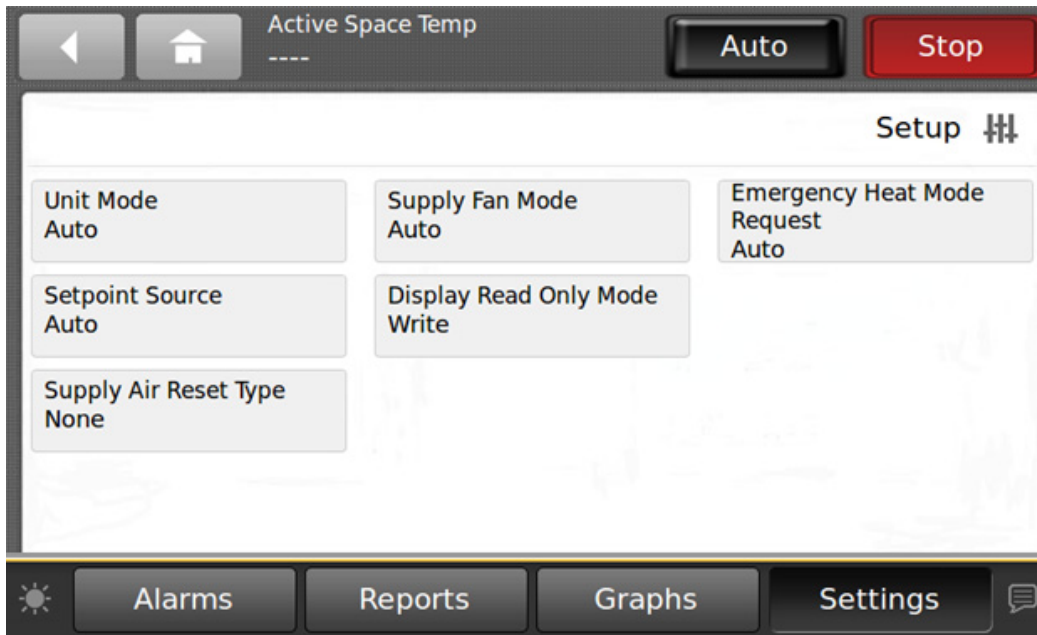 Active Space Temp
----
Auto
Stop
Setup
Unit Mode
Auto
Supply Fan Mode
Auto
Emergency Heat Mode
Request
Auto
Setpoint Source
Auto
Display Read Only Mode
Write
Supply Air Reset Type
None
Alarms
Reports
Graphs
Settings